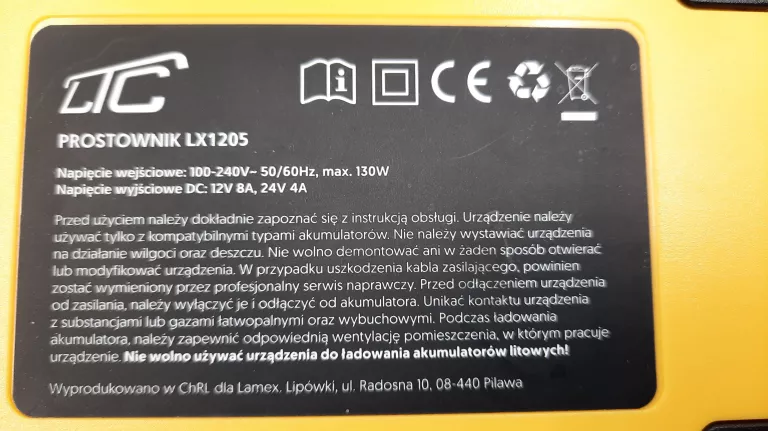 LTC
CE
PROSTOWNIK LX1205
Napięcie wejściowe: 100-240V~ 50/60Hz, max. 130W
Napięcie wyjściowe DC: 12V 8A, 24V 4A
Przed użyciem należy dokładnie zapoznać się z instrukcją obsługi. Urządzenie należy
używać tylko z kompatybilnymi typami akumulatorów. Nie należy wystawiać urządzenia
na działanie wilgoci oraz deszczu. Nie wolno demontować ani w żaden sposób otwierać
lub modyfikować urządzenia. W przypadku uszkodzenia kabla zasilającego, powinien
zostać wymieniony przez profesjonalny serwis naprawczy. Przed odłączeniem urządzenia
od zasilania, należy wyłączyć je i odłączyć od akumulatora. Unikać kontaktu urządzenia
z substancjami lub gazami łatwopalnymi oraz wybuchowymi. Podczas ładowania
akumulatora, należy zapewnić odpowiednią wentylację pomieszczenia, w którym pracuje
urządzenie. Nie wolno używać urządzenia do ładowania akumulatorów litowych!
Wyprodukowano w ChRL dla Lamex. Lipówki, ul. Radosna 10, 08-440 Pilawa